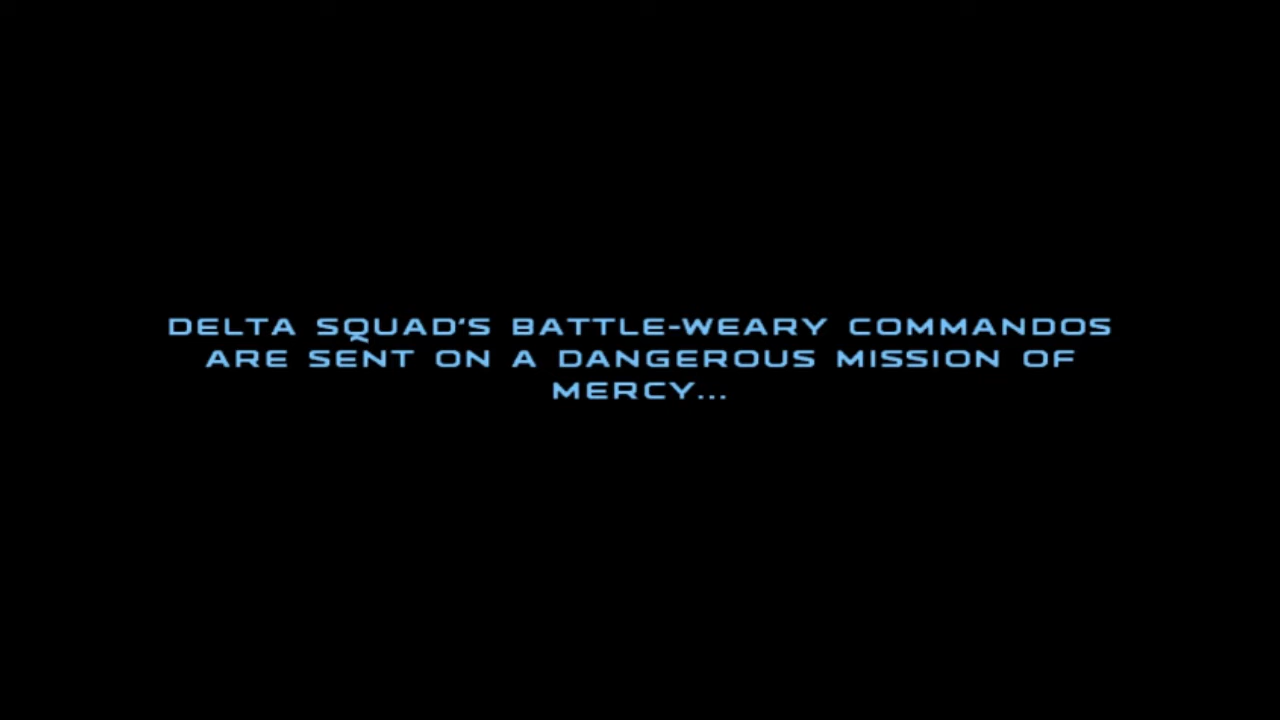 DELTA SQUAD'S BATTLE-WEARY COMMANDOS
ARE SENT ON A DANGEROUS MISSION OF
MERCY...